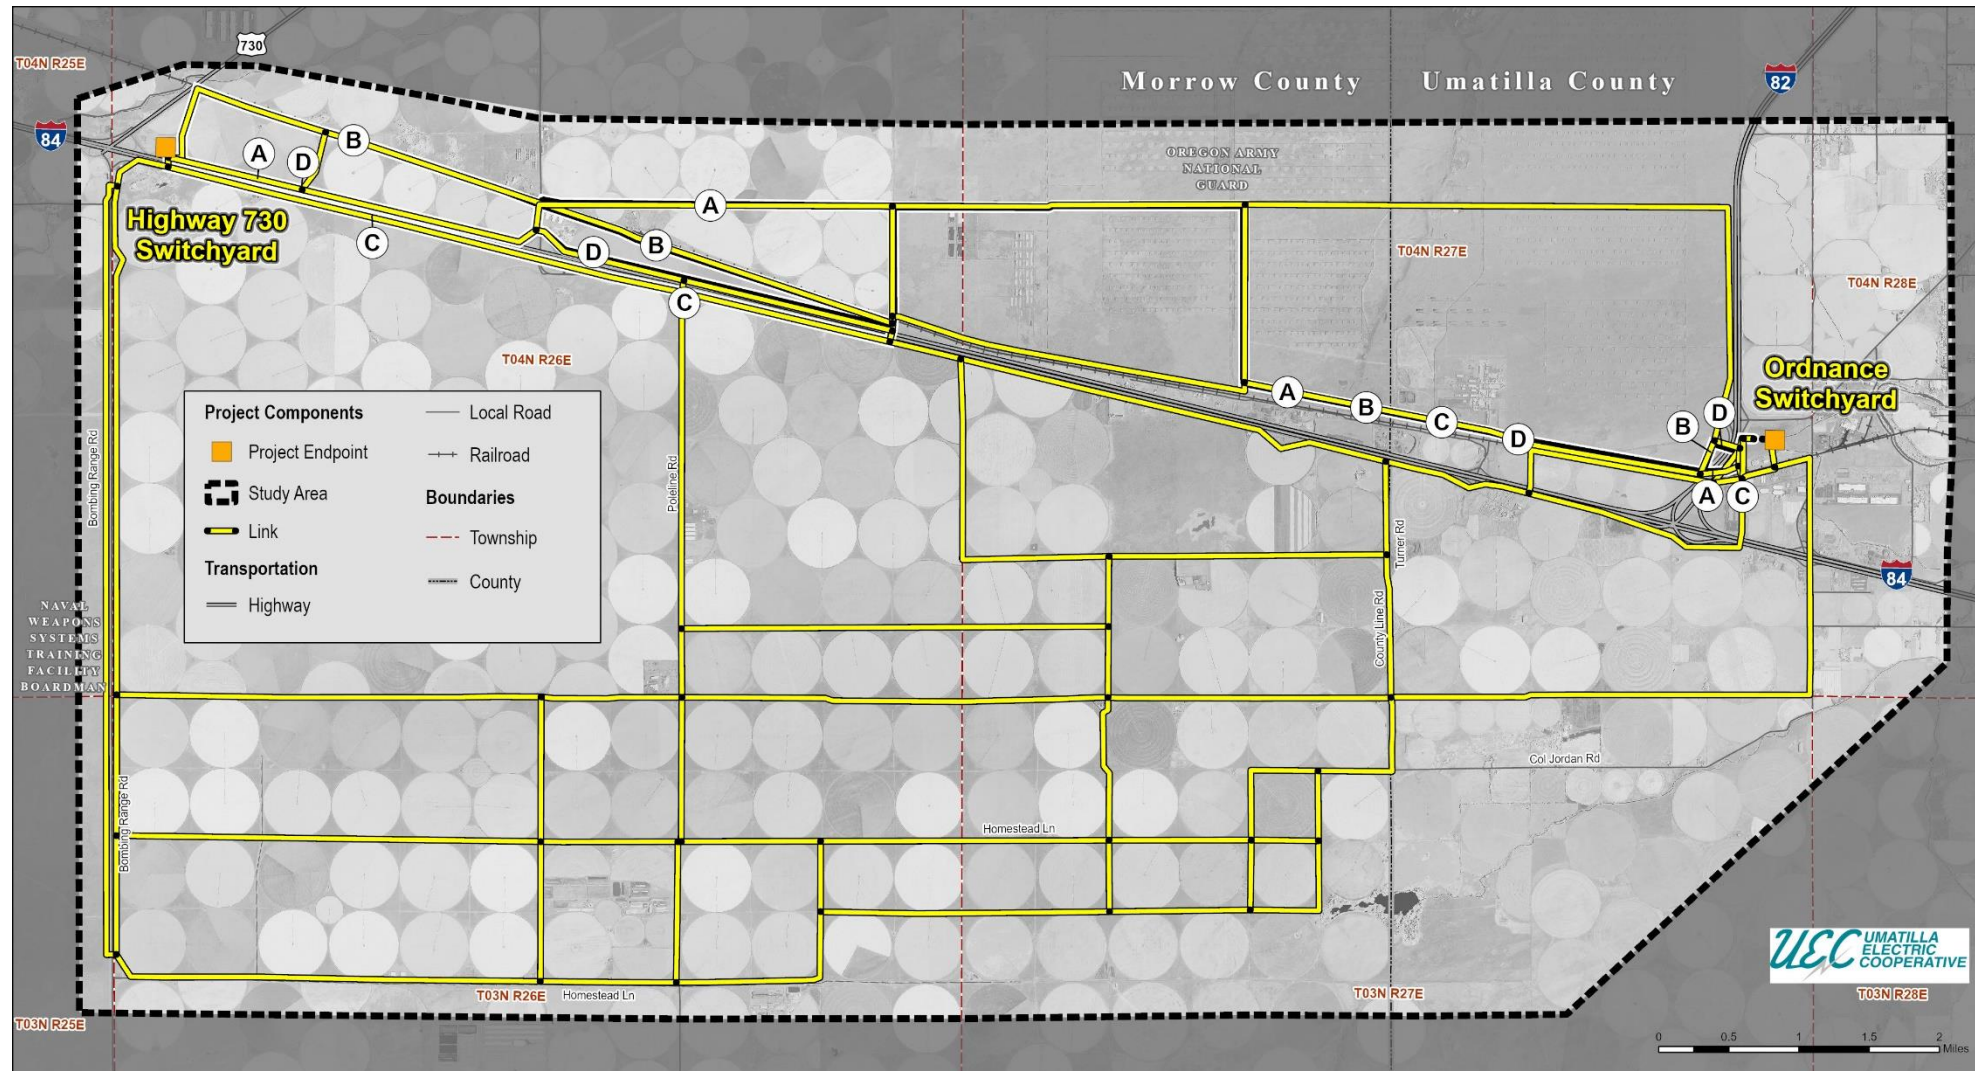 730
T04N R25E
Morrow County
Umatilla County
82
84
OREGON ARMY
NATIONAL
GUARD
A
D
B
A
Highway 730
Switchyard
C
B
D
T04N R27E
T04N R28E
C
T04N R26E
Ordnance
Switchyard
A
B
C
D
D
B
A
C
Project Components
Project Endpoint
Study Area
Link
Transportation
Highway
Local Road
Railroad
Boundaries
Township
County
Bombing Range Rd
Poleline Rd
Turner Rd
County Line Rd
84
NAVAL
WEAPONS
SYSTEMS
TRAINING
FACILITY
BOARDMAN
Col Jordan Rd
Bombing Range Rd
Homestead Ln
UEC UMATILLA
ELECTRIC
COOPERATIVE
T03N R26E
Homestead Ln
T03N R27E
T03N R28E
T03N R25E
0 0.5 1 1.5 2
Miles